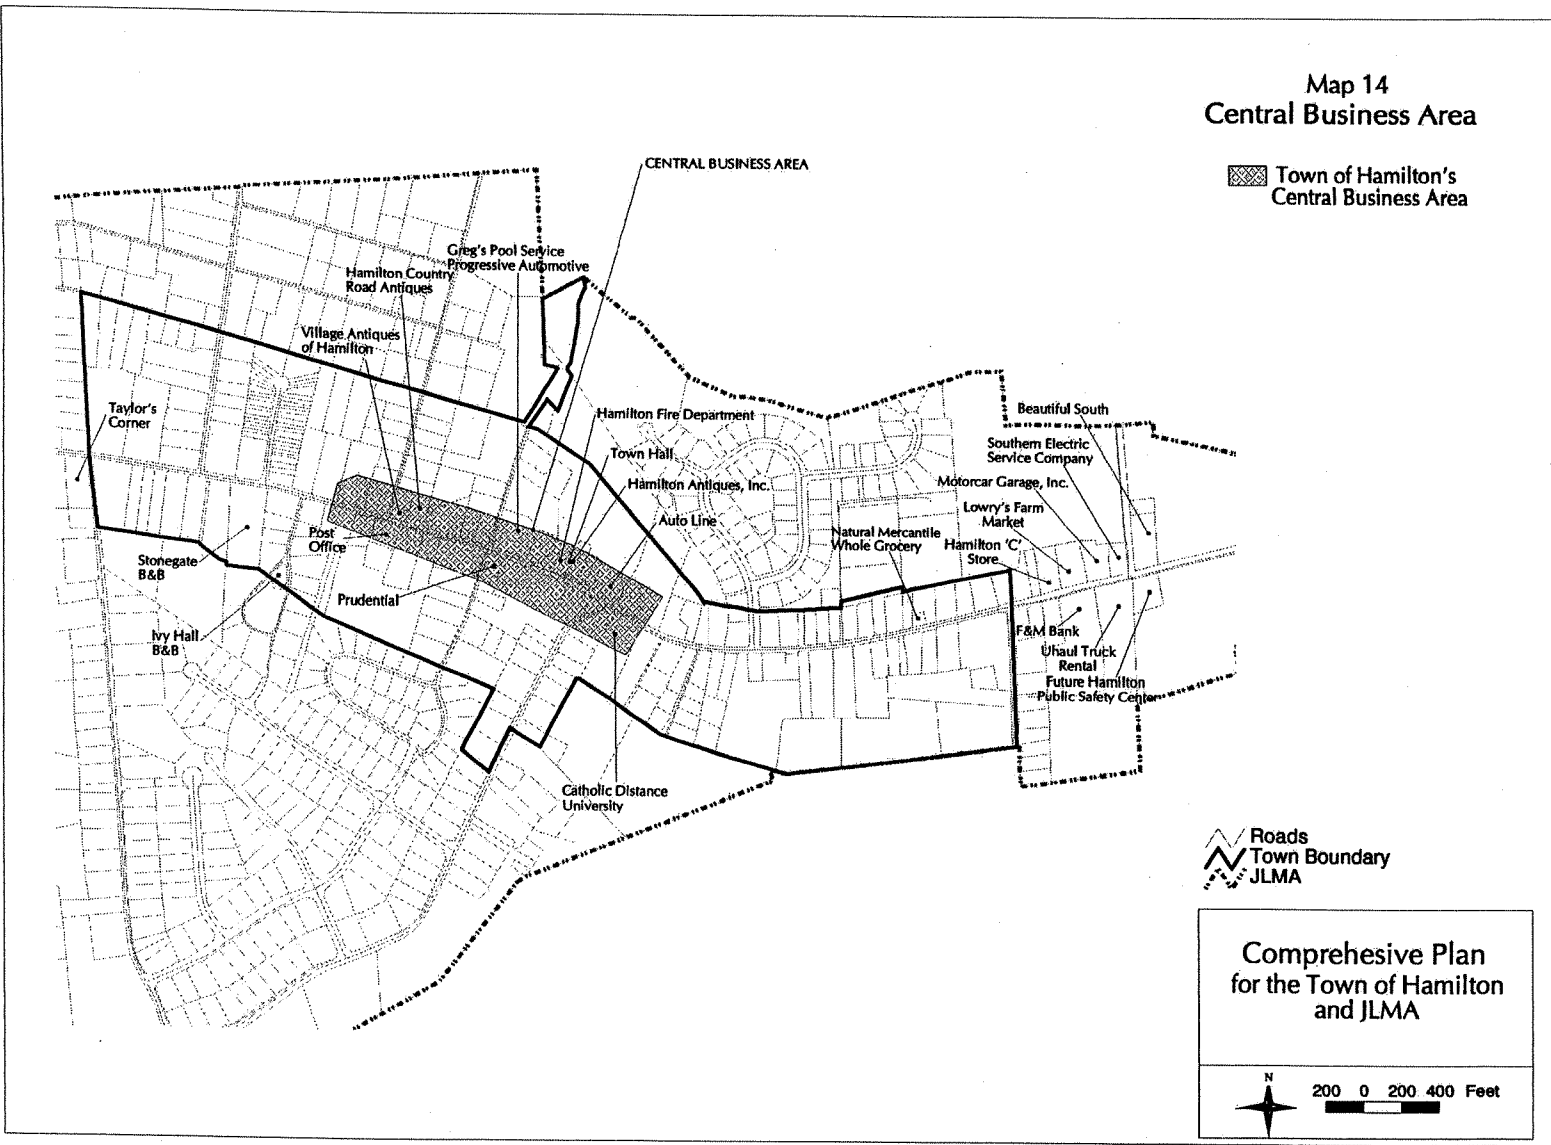 Map 14
Central Business Area
Town of Hamilton's
Central Business Area
CENTRAL BUSINESS AREA
Greg's Pool Service
Progressive Automotive
Hamilton Country
Road Antiques
Village Antiques
of Hamilton
Taylor's
Corner
Hamilton Fire Department
Town Hall
Hamilton Antiques, Inc.
Auto Line
Post
Office
Stonegate
B&B
Prudential
Ivy Hall
B&B
Catholic Distance
University
Natural Mercantile
Whole Grocery
Beautiful South
Southern Electric
Service Company
Motorcar Garage, Inc.
Lowry's Farm
Market
Hamilton 'C'
Store
F&M Bank
Uhaul Truck
Rental
Future Hamilton
Public Safety Center
Roads
Town Boundary
JLMA
Comprehesive Plan
for the Town of Hamilton
and JLMA
N
200 0 200 400 Feet